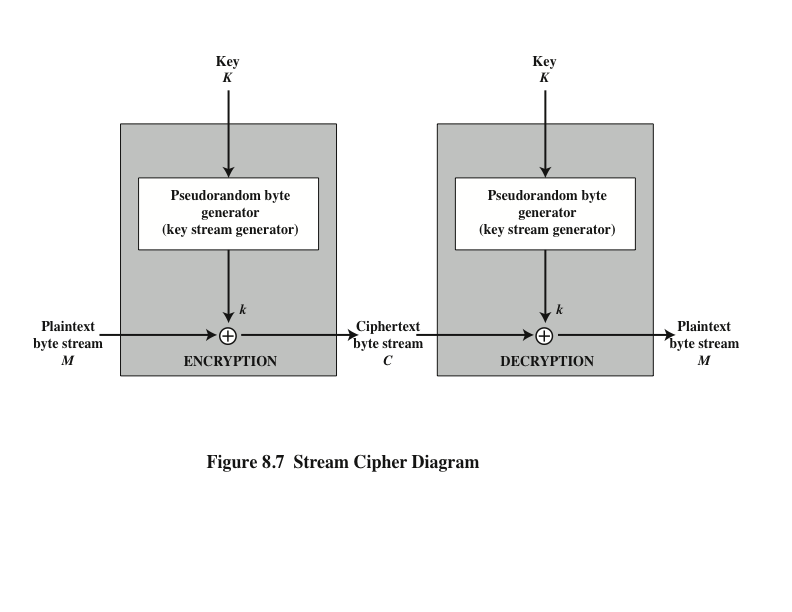 Key
K
Key
K
Pseudorandom byte
generator
(key stream generator)
Pseudorandom byte
generator
(key stream generator)
k
k
Plaintext
byte stream
M
ENCRYPTION
Ciphertext
byte stream
C
DECRYPTION
Plaintext
byte stream
M
Figure 8.7 Stream Cipher Diagram